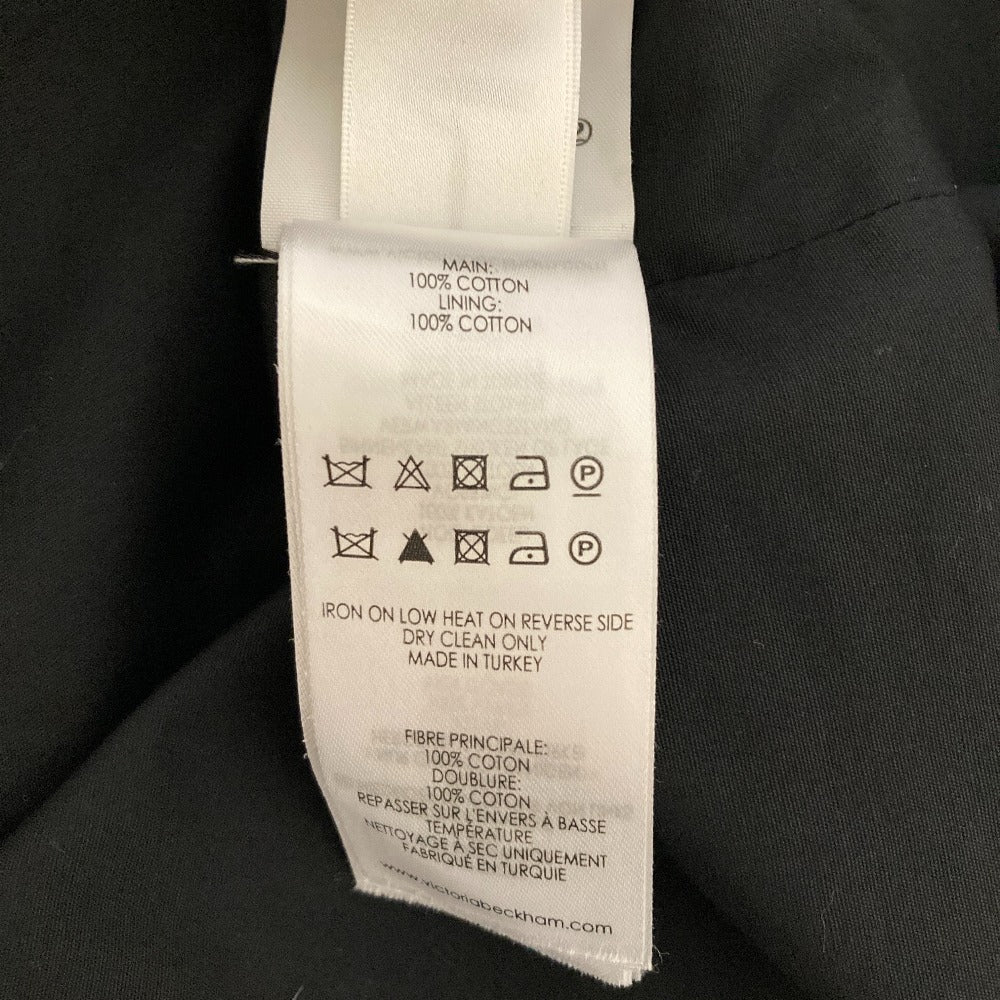 MAIN:
100% COTTON
LINING:
100% COTTON
P
P
IRON ON LOW HEAT ON REVERSE SIDE
DRY CLEAN ONLY
MADE IN TURKEY
FIBRE PRINCIPALE:
100% COTON
DOUBLURE:
100% COTON
REPASSER SUR L'ENVERS À BASSE
TEMPÉRATURE
NETTOYAGE À SEC UNIQUEMENT
FABRIQUÉ EN TURQUIE
www.victoriabeckham.com